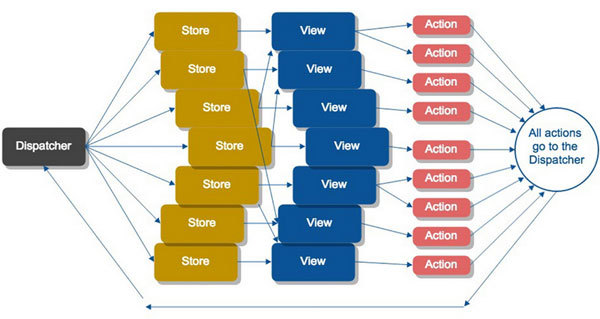 Dispatcher
Store
Store
Store
Store
Store
Store
Store
View
View
View
View
View
View
View
Action
Action
Action
Action
Action
Action
Action
Action
Action
All actions
go to the
Dispatcher